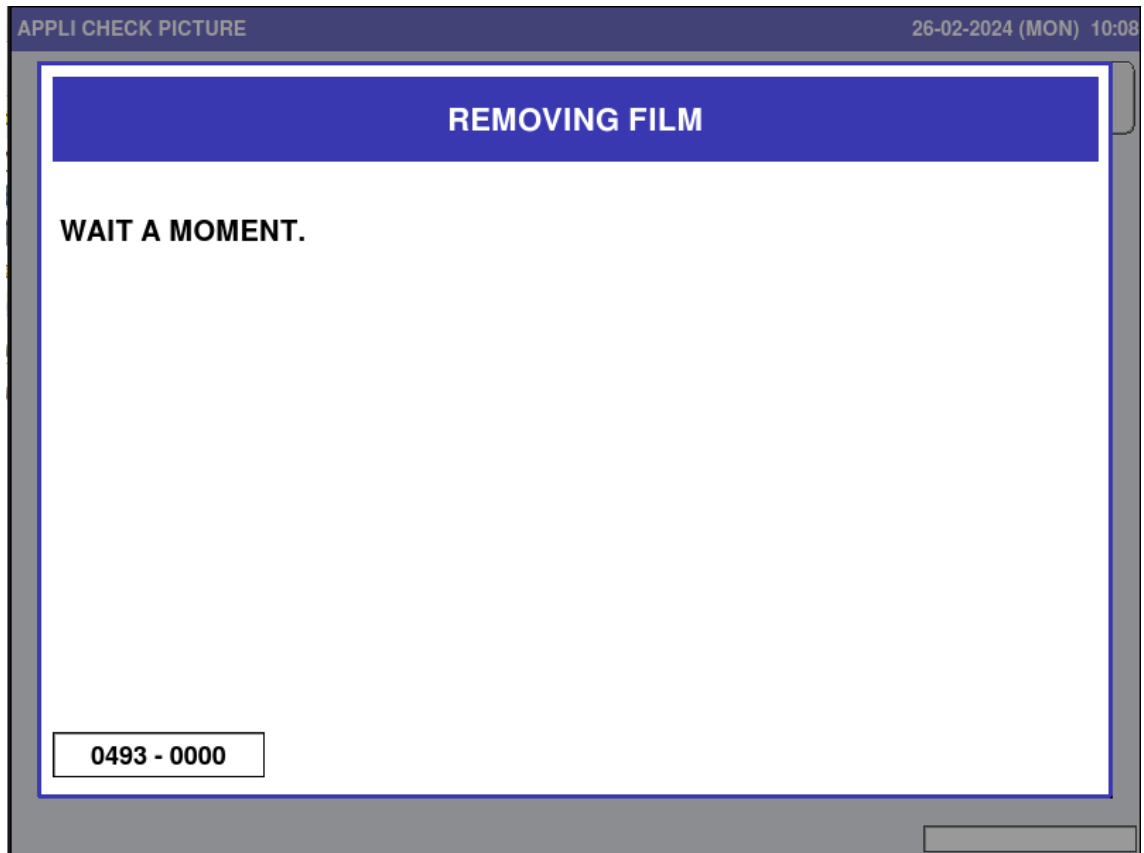 APPLI CHECK PICTURE 26-02-2024 (MON) 10:08
REMOVING FILM
WAIT A MOMENT.
0493 - 0000